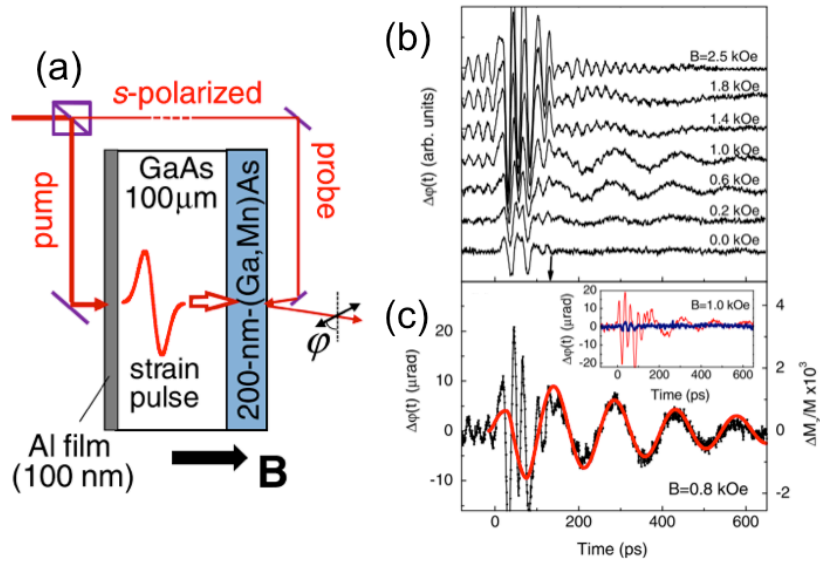 (a)
s-polarized
pump
GaAs
100μm
200-nm-(Ga,Mn)As
probe
strain
pulse
φ
Al film
(100 nm)
B
(b)
Δφ(t) (arb. units)
B=2.5 kOe
1.8 kOe
1.4 kOe
1.0 kOe
0.6 kOe
0.2 kOe
0.0 kOe
(c)
Δφ(t) (μrad)
20
10
0
-10
Δφ(t) (μrad)
20
10
0
-10
-20
B=1.0 kOe
0 200 400 600
Time (ps)
4
2
0
-2
ΔMz/M x10³
B=0.8 kOe
0 200 400 600
Time (ps)